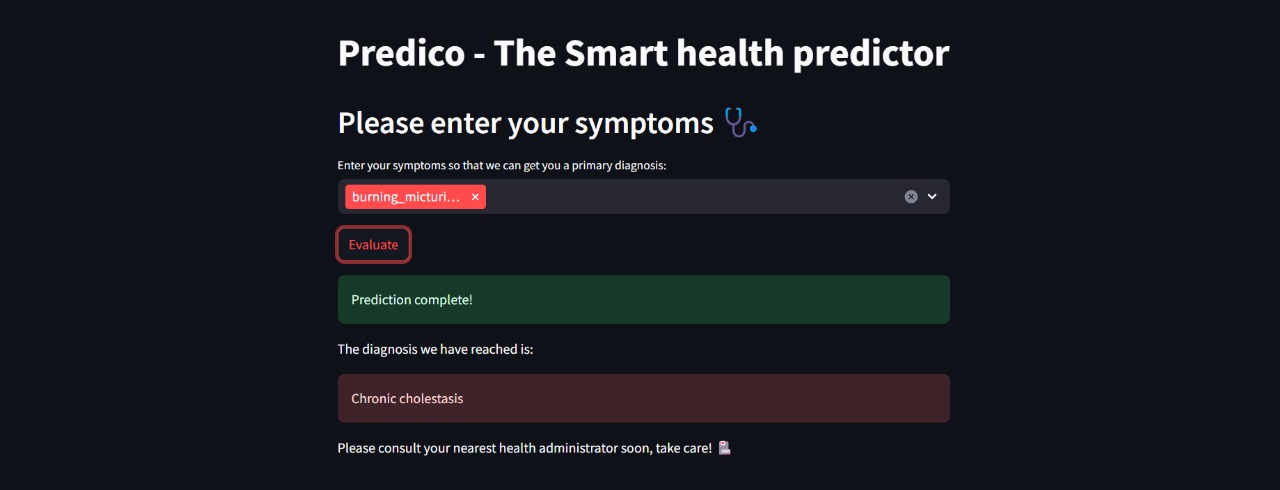 Predico - The Smart health predictor
Please enter your symptoms
Enter your symptoms so that we can get you a primary diagnosis:
burning_micturi...
Evaluate
Prediction complete!
The diagnosis we have reached is:
Chronic cholestasis
Please consult your nearest health administrator soon, take care!